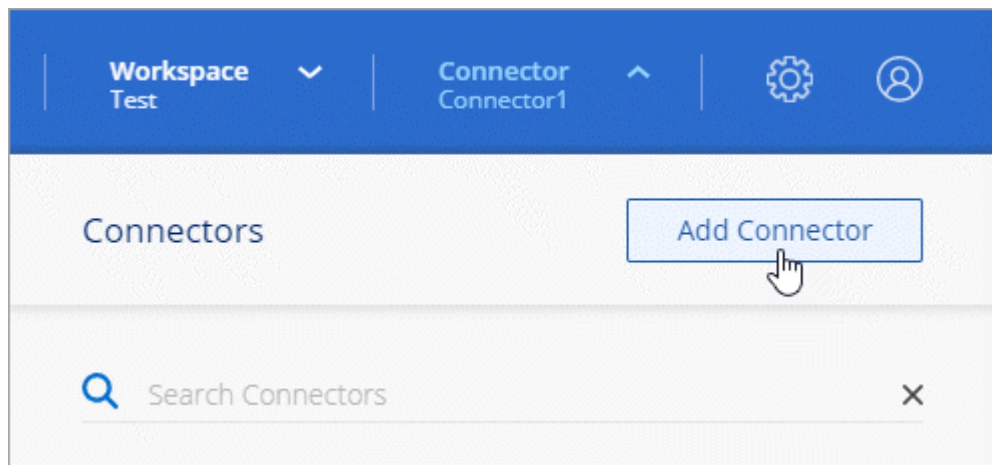 Workspace
Test
Connector
Connector1
Connectors
Add Connector
Search Connectors